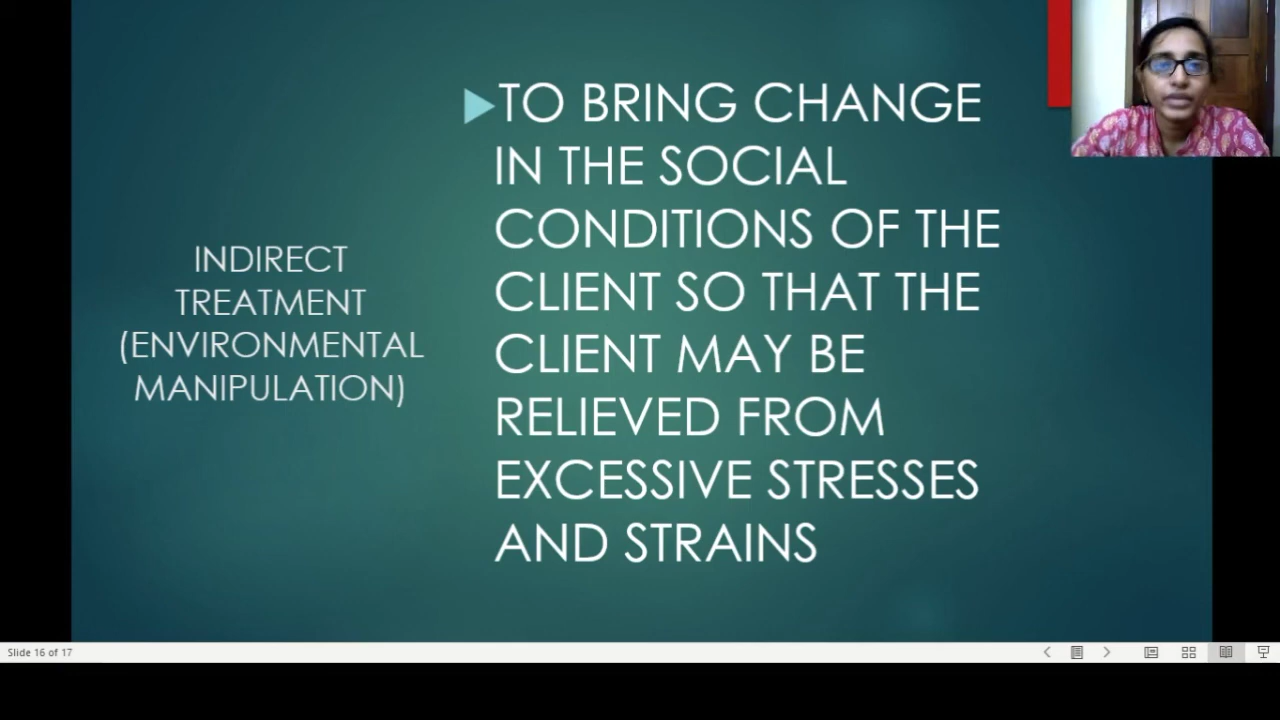 INDIRECT
TREATMENT
(ENVIRONMENTAL
MANIPULATION)
TO BRING CHANGE
IN THE SOCIAL
CONDITIONS OF THE
CLIENT SO THAT THE
CLIENT MAY BE
RELIEVED FROM
EXCESSIVE STRESSES
AND STRAINS
Slide 16 of 17